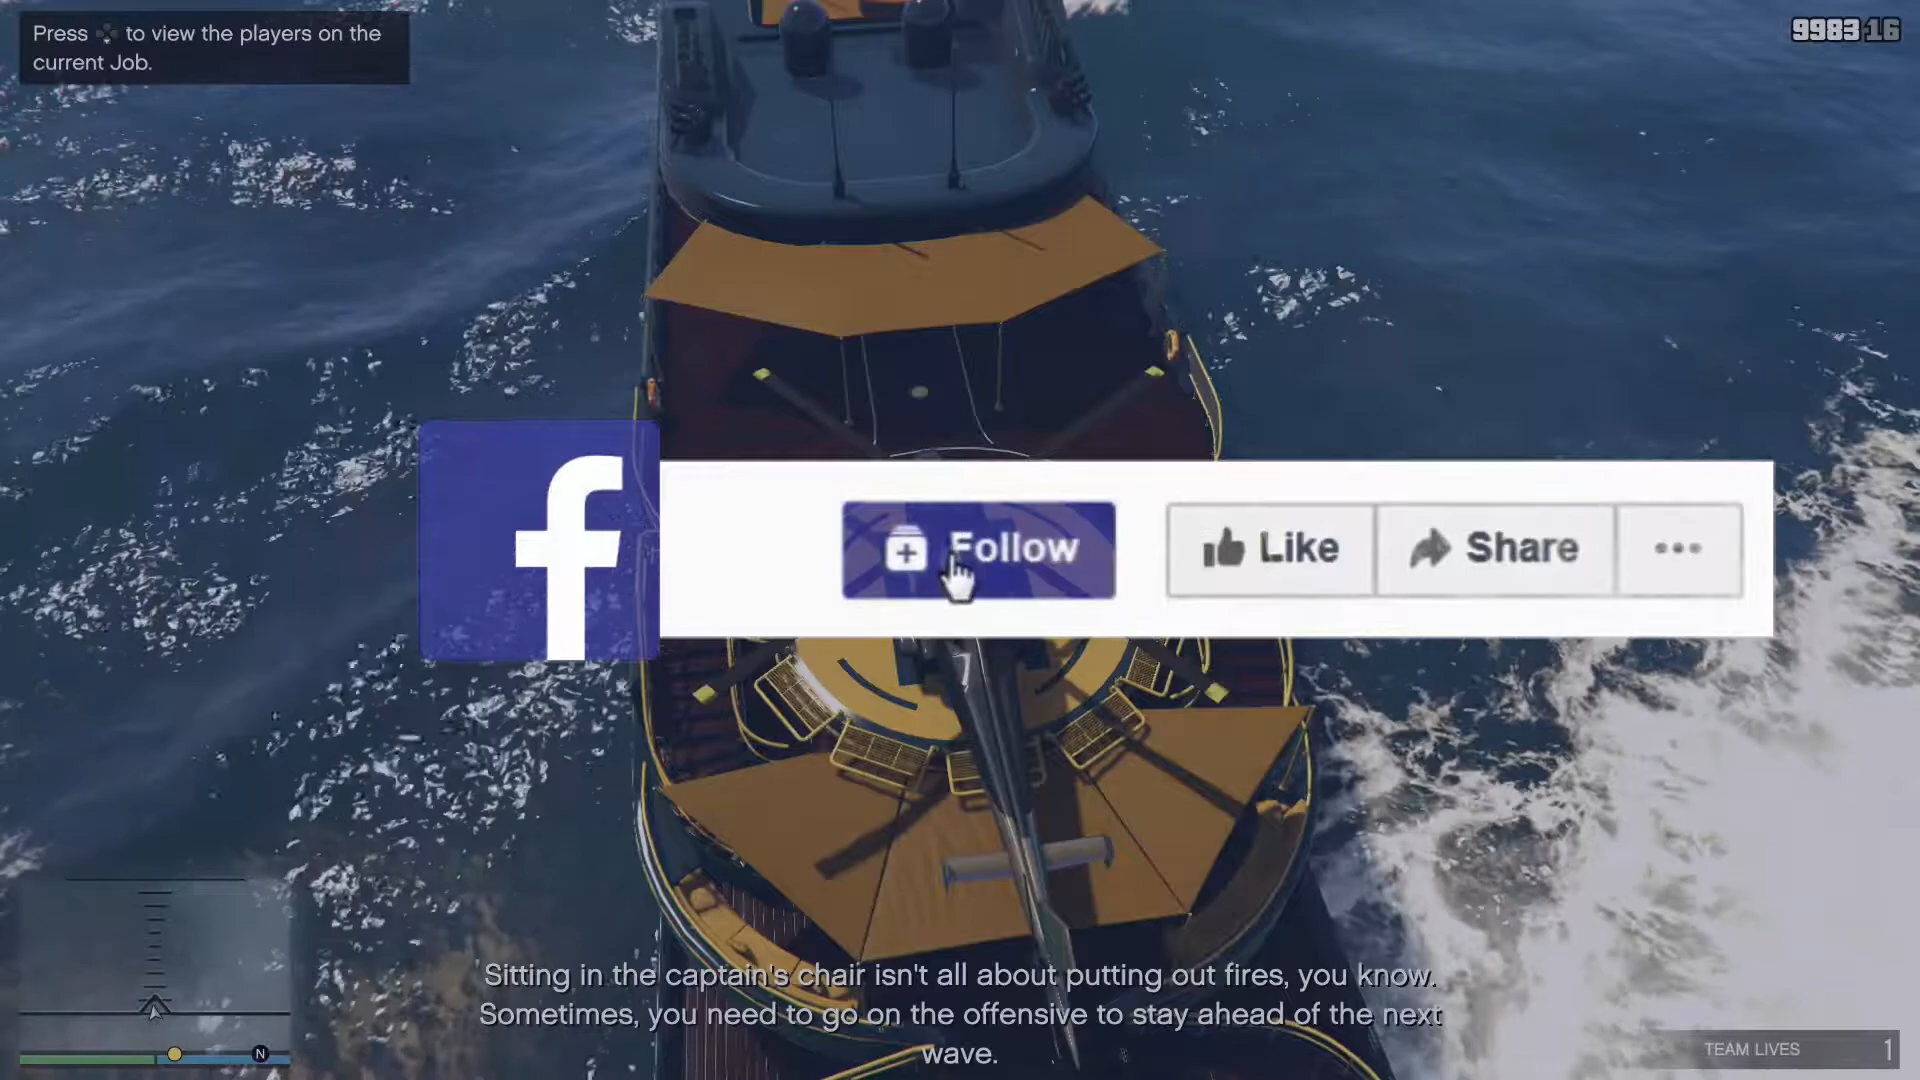 Press to view the players on the
current Job.
9983 16
f
Follow
Like
Share
Sitting in the captain's chair isn't all about putting out fires, you know.
Sometimes, you need to go on the offensive to stay ahead of the next
wave.
N
TEAM LIVES 1